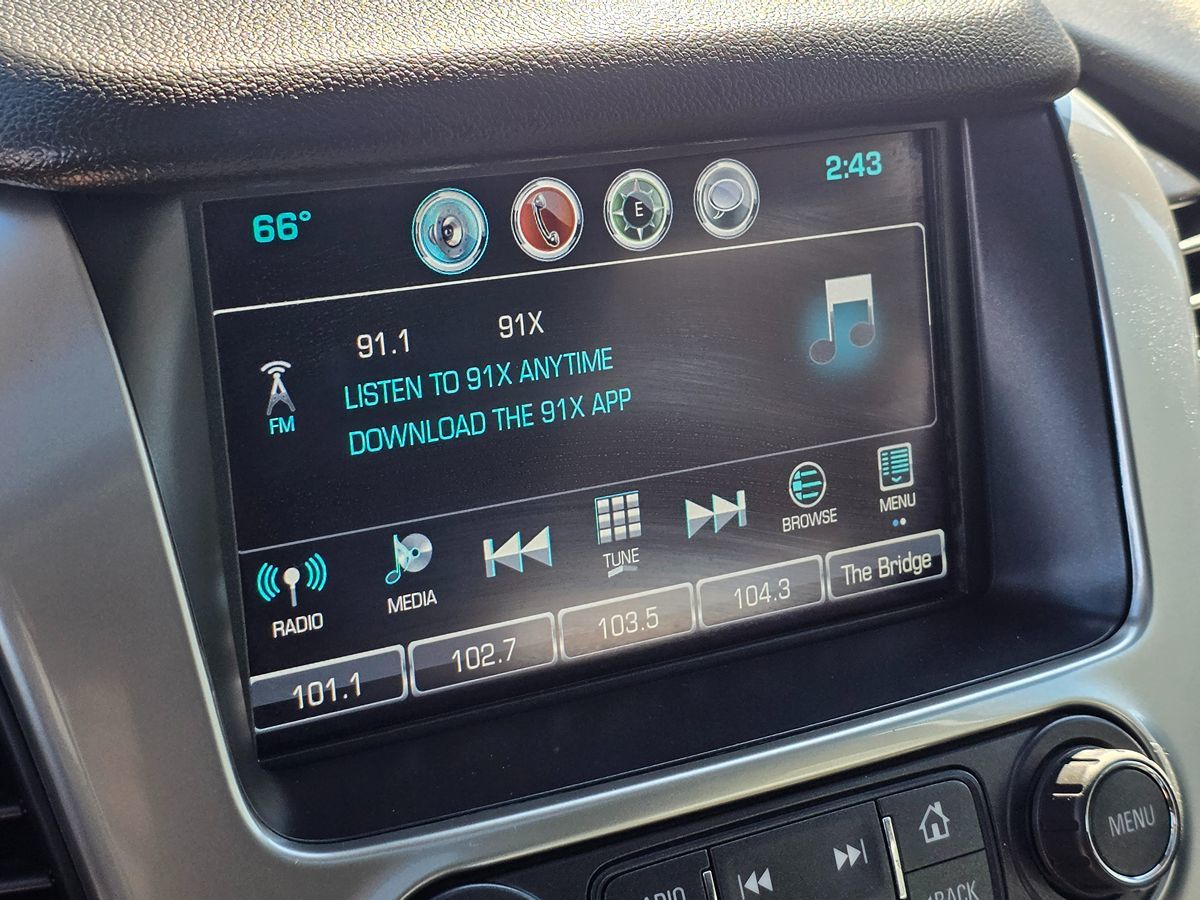 66°
E
2:43
91.1 91X
LISTEN TO 91X ANYTIME
FM
DOWNLOAD THE 91X APP
RADIO
MEDIA
TUNE
BROWSE
MENU
101.1
102.7
103.5
104.3
The Bridge
MENU
BACK